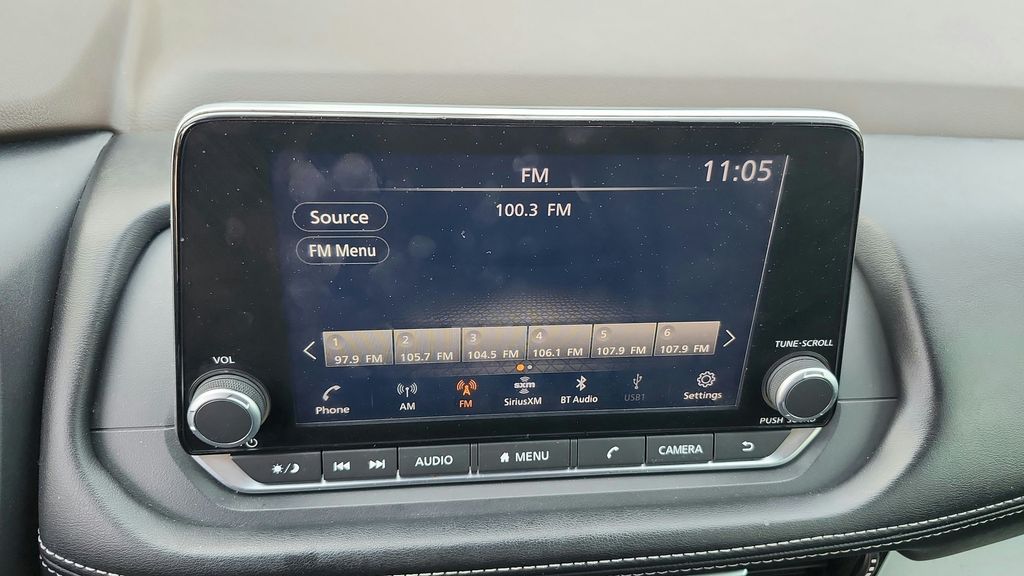 FM
11:05
100.3 FM
Source
FM Menu
1 2 3 4 5 6
97.9 FM 105.7 FM 104.5 FM 106.1 FM 107.9 FM 107.9 FM
VOL
TUNE·SCROLL
Phone AM FM SiriusXM BT Audio USB1 Settings
sxm
PUSH
AUDIO MENU CAMERA